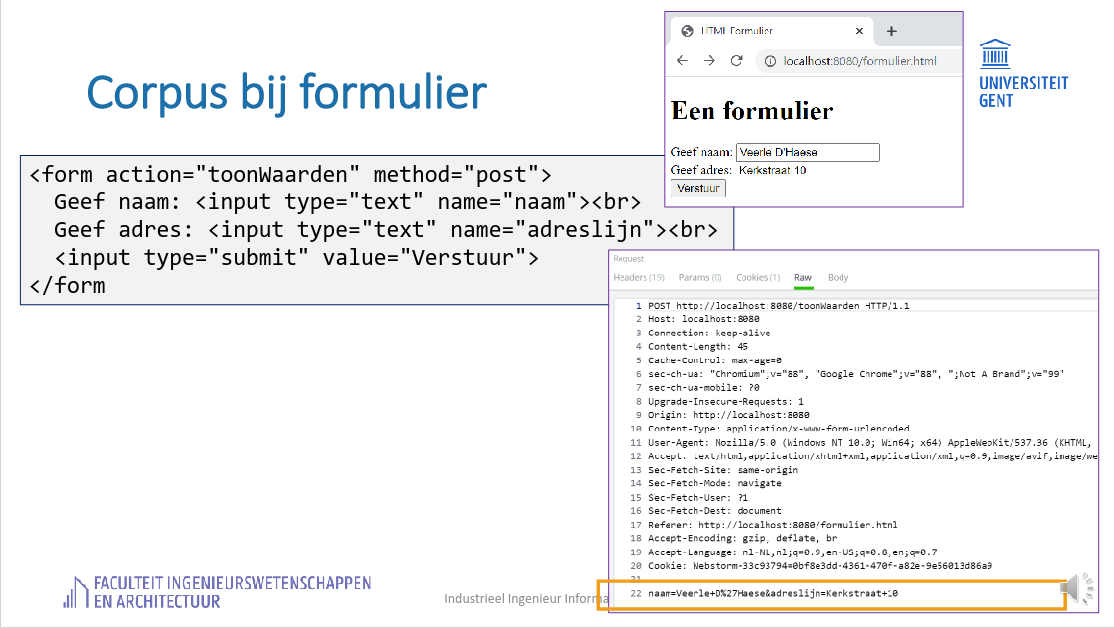 Corpus bij formulier
<form action="toonWaarden" method="post">
Geef naam: <input type="text" name="naam"><br>
Geef adres: <input type="text" name="adreslijn"><br>
<input type="submit" value="Verstuur">
</form
HTML Formulier
localhost:8080/formulier.html
Een formulier
Geef naam: Veerle D'Haese
Geef adres: Kerkstraat 10
Verstuur
UNIVERSITEIT
GENT
Request
Headers (19) Params (0) Cookies (1) Raw Body
1 POST http://localhost:8080/toonWaarden HTTP/1.1
2 Host: localhost:8080
3 Connection: keep-alive
4 Content-Length: 45
5 Cache-Control: max-age=0
6 sec-ch-ua: "Chromium";v="88", "Google Chrome";v="88", ";Not A Brand";v="99"
7 sec-ch-ua-mobile: ?0
8 Upgrade-Insecure-Requests: 1
9 Origin: http://localhost:8080
10 Content-Type: application/x-www-form-urlencoded
11 User-Agent: Mozilla/5.0 (Windows NT 10.0; Win64; x64) AppleWebKit/537.36 (KHTML,
12 Accept: text/html,application/xhtml+xml,application/xml;q=0.9,image/avif,image/we
13 Sec-Fetch-Site: same-origin
14 Sec-Fetch-Mode: navigate
15 Sec-Fetch-User: ?1
16 Sec-Fetch-Dest: document
17 Referer: http://localhost:8080/formulier.html
18 Accept-Encoding: gzip, deflate, br
19 Accept-Language: nl-NL,nl;q=0.9,en-US;q=0.8,en;q=0.7
20 Cookie: Webstorm-33c93794=0bf8e3dd-4361-470f-a82e-9e56013d86a9
21
22 naam=Veerle+D%27Haese&adreslijn=Kerkstraat+10
FACULTEIT INGENIEURSWETENSCHAPPEN
EN ARCHITECTUUR
Industrieel Ingenieur Informa